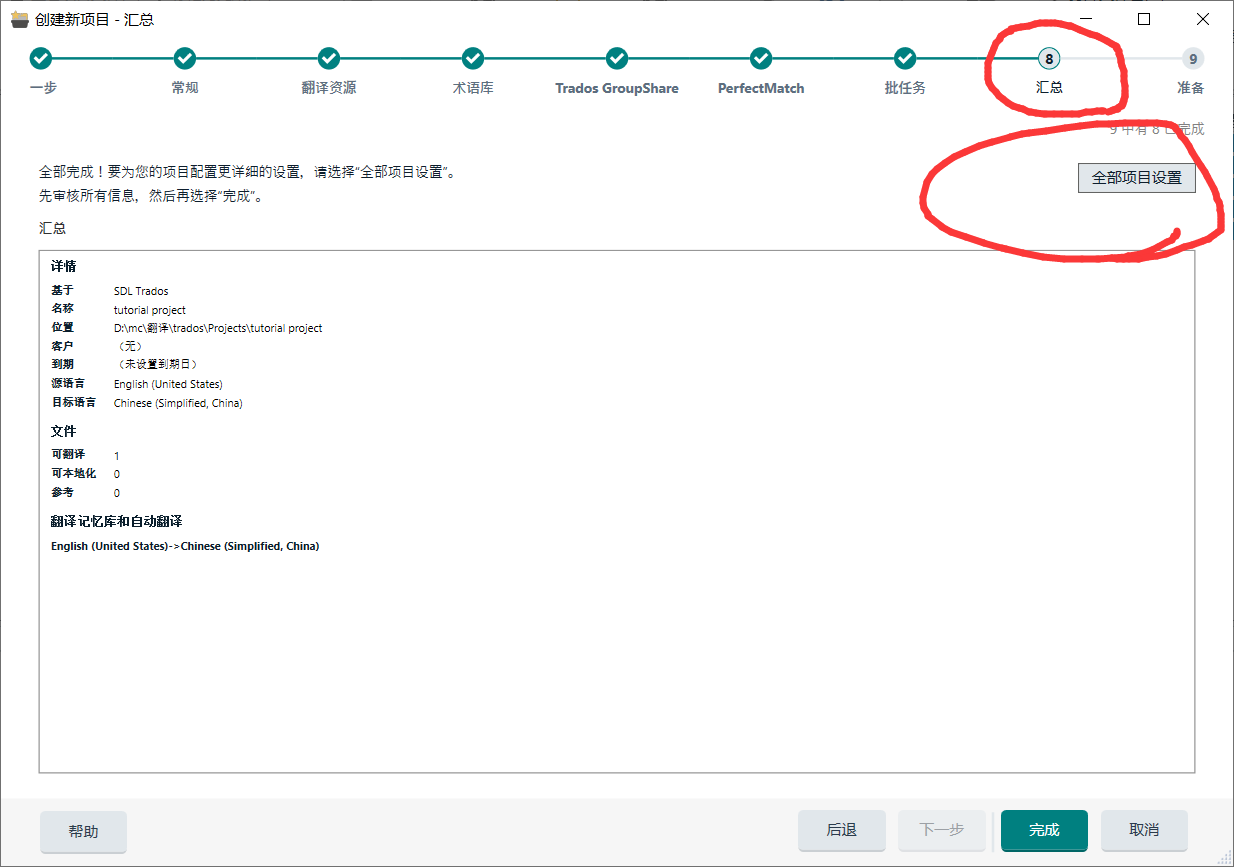 创建新项目 - 汇总
8
9
一步
常规
翻译资源
术语库
Trados GroupShare
PerfectMatch
批任务
汇总
准备
9 中有 8 已完成
全部完成！要为您的项目配置更详细的设置，请选择“全部项目设置”。
全部项目设置
先审核所有信息，然后再选择“完成”。
汇总
详情
基于 SDL Trados
名称 tutorial project
位置 D:\mc\翻译\trados\Projects\tutorial project
客户 （无）
到期 （未设置到期日）
源语言 English (United States)
目标语言 Chinese (Simplified, China)
文件
可翻译 1
可本地化 0
参考 0
翻译记忆库和自动翻译
English (United States)->Chinese (Simplified, China)
帮助
后退
下一步
完成
取消